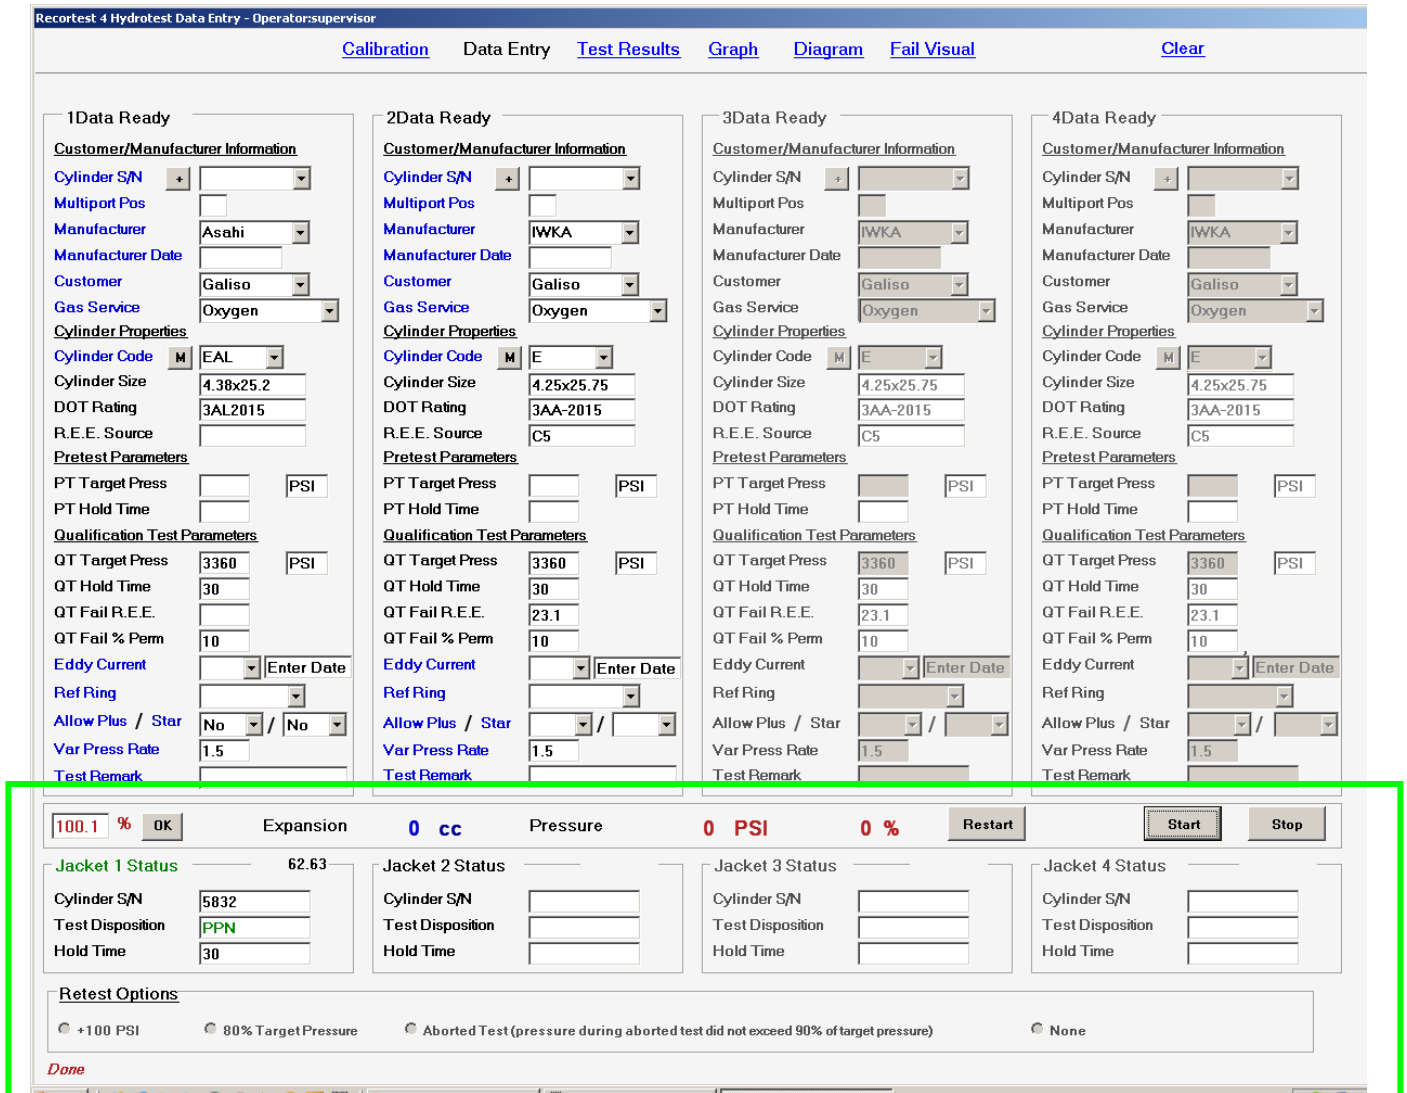 Recortest 4 Hydrotest Data Entry - Operator:supervisor
Calibration Data Entry Test Results Graph Diagram Fail Visual Clear
1Data Ready 2Data Ready 3Data Ready 4Data Ready
Customer/Manufacturer Information Customer/Manufacturer Information Customer/Manufacturer Information Customer/Manufacturer Information
Cylinder S/N + Cylinder S/N + Cylinder S/N + Cylinder S/N +
Multiport Pos Multiport Pos Multiport Pos Multiport Pos
Manufacturer Asahi Manufacturer IWKA Manufacturer IWKA Manufacturer IWKA
Manufacturer Date Manufacturer Date Manufacturer Date Manufacturer Date
Customer Galiso Customer Galiso Customer Galiso Customer Galiso
Gas Service Oxygen Gas Service Oxygen Gas Service Oxygen Gas Service Oxygen
Cylinder Properties Cylinder Properties Cylinder Properties Cylinder Properties
Cylinder Code M EAL Cylinder Code M E Cylinder Code M E Cylinder Code M E
Cylinder Size 4.38x25.2 Cylinder Size 4.25x25.75 Cylinder Size 4.25x25.75 Cylinder Size 4.25x25.75
DOT Rating 3AL2015 DOT Rating 3AA-2015 DOT Rating 3AA-2015 DOT Rating 3AA-2015
R.E.E. Source R.E.E. Source C5 R.E.E. Source C5 R.E.E. Source C5
Pretest Parameters Pretest Parameters Pretest Parameters Pretest Parameters
PT Target Press PSI PT Target Press PSI PT Target Press PSI PT Target Press PSI
PT Hold Time PT Hold Time PT Hold Time PT Hold Time
Qualification Test Parameters Qualification Test Parameters Qualification Test Parameters Qualification Test Parameters
QT Target Press 3360 PSI QT Target Press 3360 PSI QT Target Press 3360 PSI QT Target Press 3360 PSI
QT Hold Time 30 QT Hold Time 30 QT Hold Time 30 QT Hold Time 30
QT Fail R.E.E. QT Fail R.E.E. 23.1 QT Fail R.E.E. 23.1 QT Fail R.E.E. 23.1
QT Fail % Perm 10 QT Fail % Perm 10 QT Fail % Perm 10 QT Fail % Perm 10 ,
Eddy Current Enter Date Eddy Current Enter Date Eddy Current Enter Date Eddy Current Enter Date
Ref Ring Ref Ring Ref Ring Ref Ring
Allow Plus / Star No / No Allow Plus / Star / Allow Plus / Star / Allow Plus / Star /
Var Press Rate 1.5 Var Press Rate 1.5 Var Press Rate 1.5 Var Press Rate 1.5
Test Remark Test Remark Test Remark Test Remark
100.1 % OK Expansion 0 cc Pressure 0 PSI 0 % Restart Start Stop
Jacket 1 Status 62.63 Jacket 2 Status Jacket 3 Status Jacket 4 Status
Cylinder S/N 5832 Cylinder S/N Cylinder S/N Cylinder S/N
Test Disposition PPN Test Disposition Test Disposition Test Disposition
Hold Time 30 Hold Time Hold Time Hold Time
Retest Options
+100 PSI 80% Target Pressure Aborted Test (pressure during aborted test did not exceed 90% of target pressure) None
Done